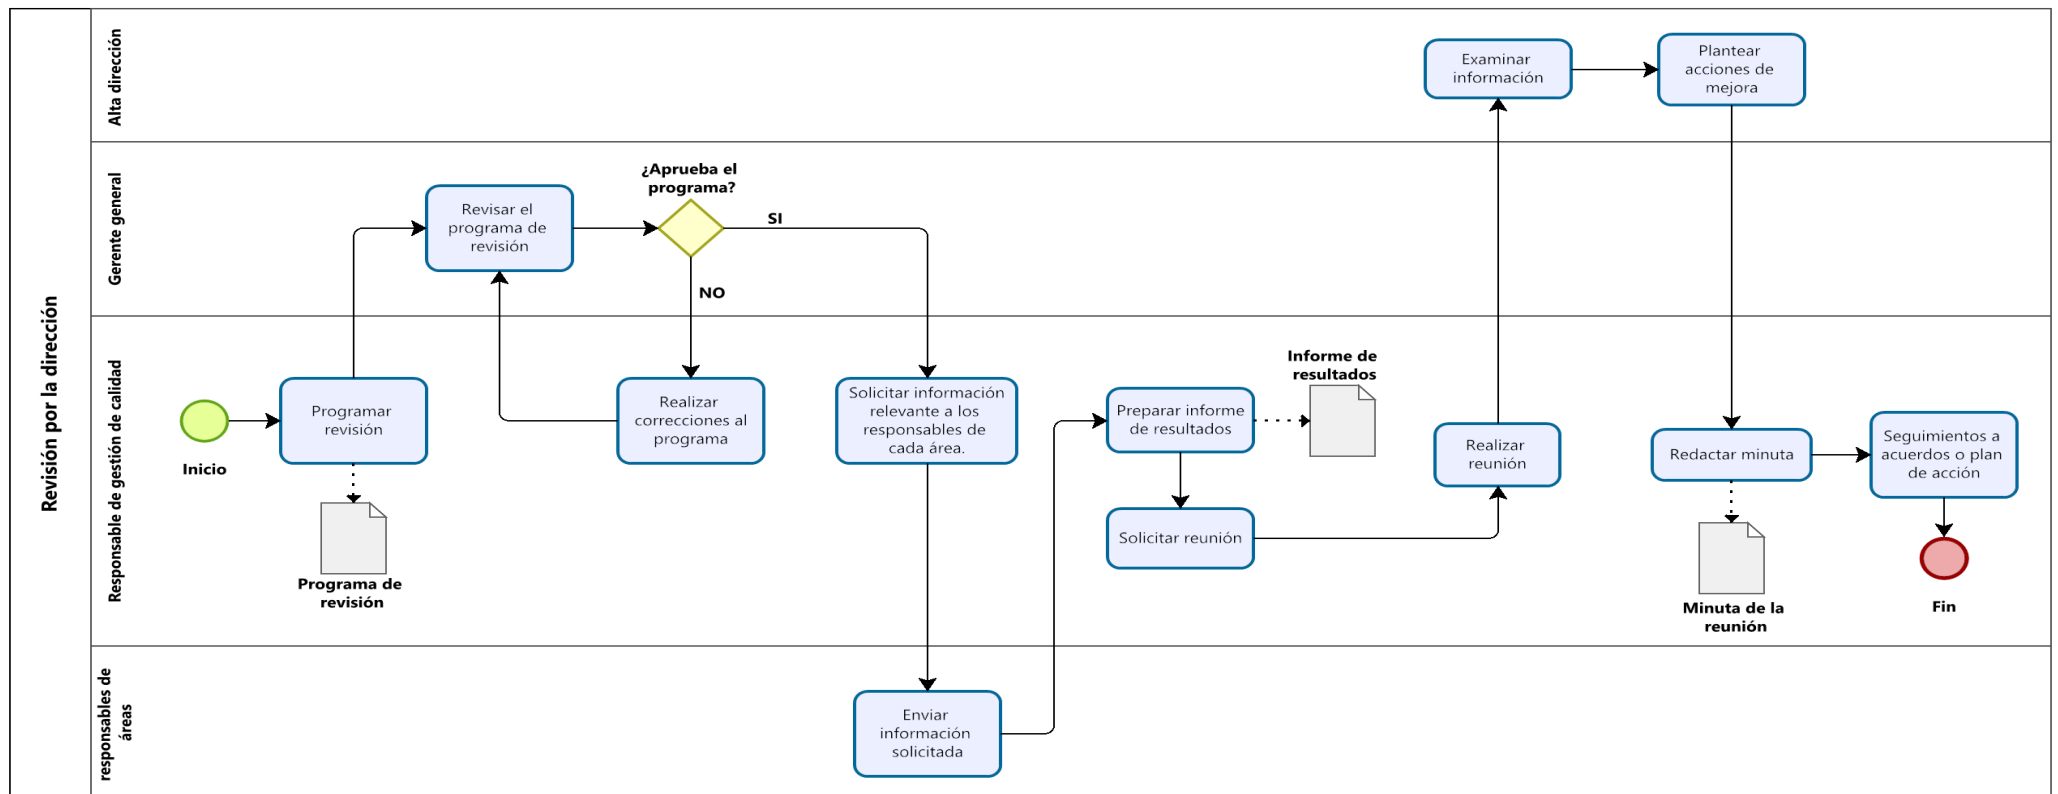 Revisión por la dirección
Alta dirección
Examinar
información
Plantear
acciones de
mejora
Gerente general
Revisar el
programa de
revisión
¿Aprueba el
programa?
SI
NO
Responsable de gestión de calidad
Inicio
Programar
revisión
Programa de
revisión
Realizar
correcciones al
programa
Solicitar información
relevante a los
responsables de
cada área.
Preparar informe
de resultados
Informe de
resultados
Solicitar reunión
Realizar
reunión
Redactar minuta
Minuta de la
reunión
Seguimientos a
acuerdos o plan
de acción
Fin
responsables de
áreas
Enviar
información
solicitada